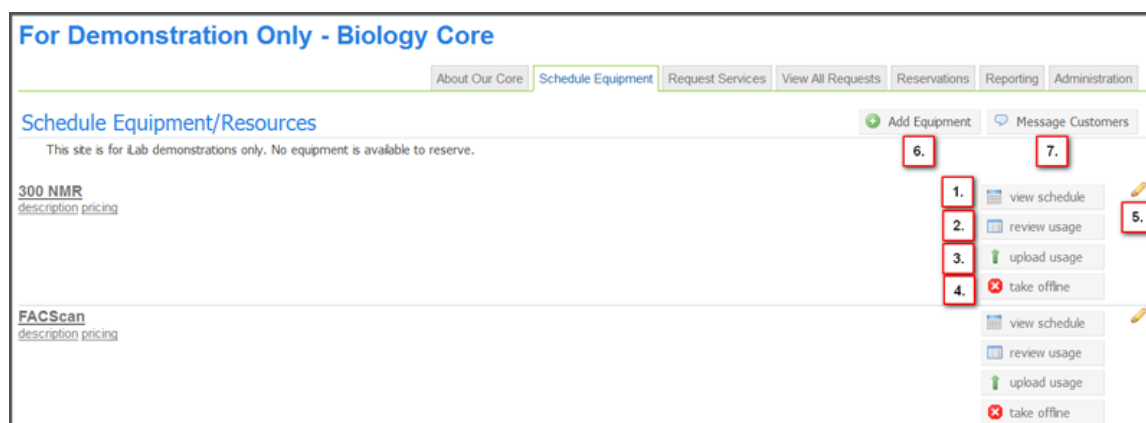 For Demonstration Only - Biology Core
About Our Core Schedule Equipment Request Services View All Requests Reservations Reporting Administration
Schedule Equipment/Resources
Add Equipment Message Customers
This site is for iLab demonstrations only. No equipment is available to reserve.
6. 7.
300 NMR
description pricing
1. view schedule
5.
2. review usage
3. upload usage
4. take offline
FACScan
description pricing
view schedule
review usage
upload usage
take offline